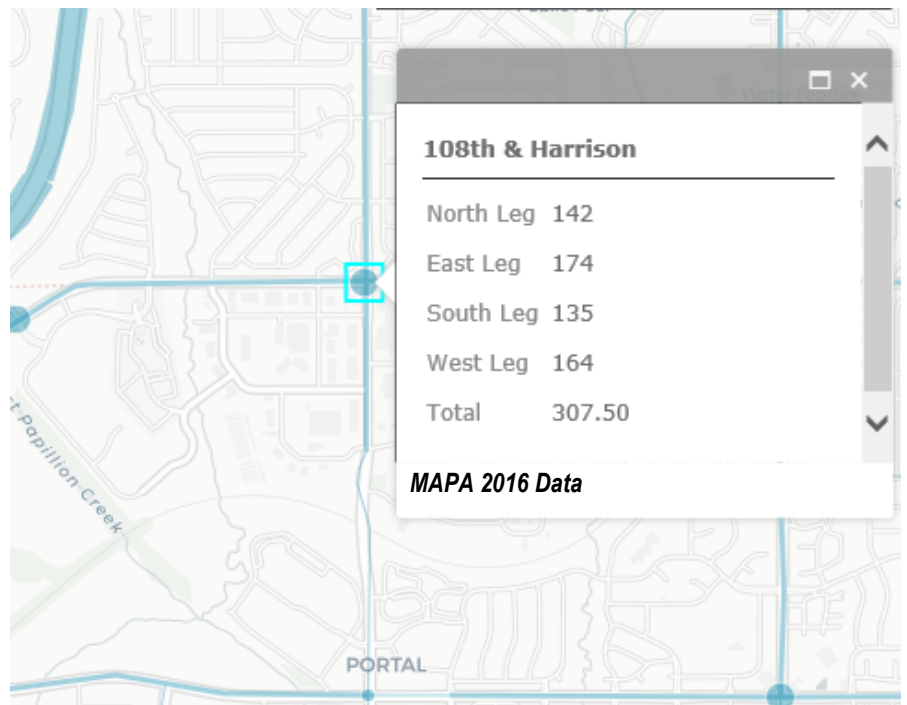 108th & Harrison
North Leg 142
East Leg 174
South Leg 135
West Leg 164
Total 307.50
MAPA 2016 Data
Papillion Creek
PORTAL